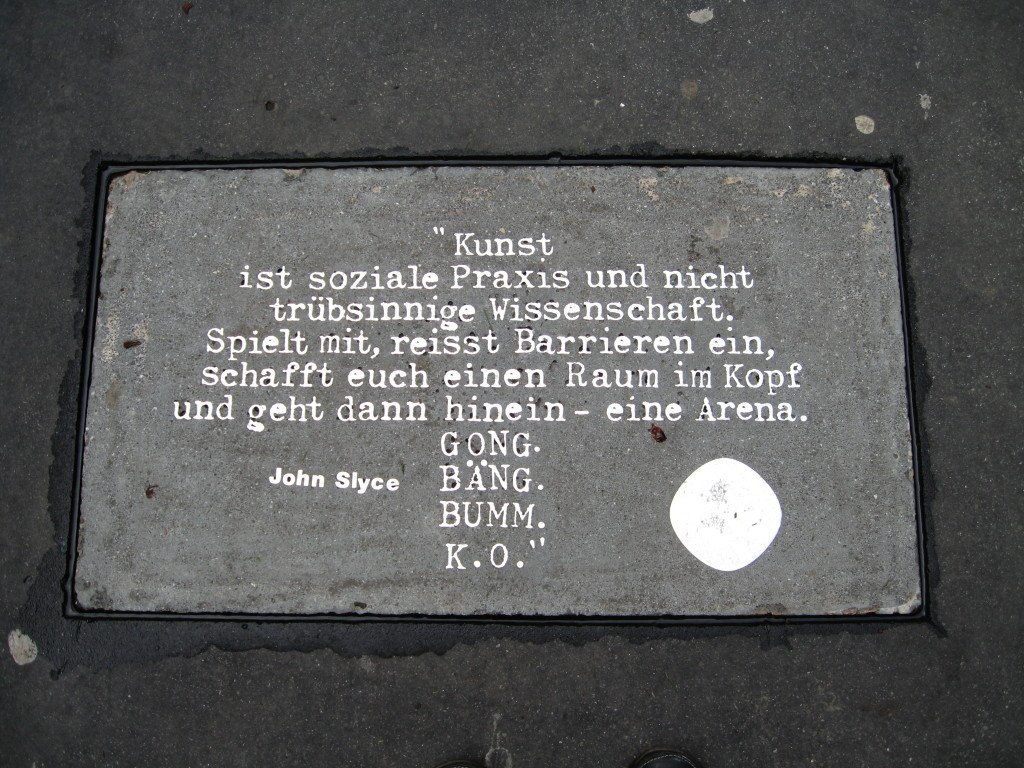 "Kunst
ist soziale Praxis und nicht
trübsinnige Wissenschaft.
Spielt mit, reisst Barrieren ein,
schafft euch einen Raum im Kopf
und geht dann hinein - eine Arena.
GONG.
John Slyce BÄNG.
BUMM.
K.O."